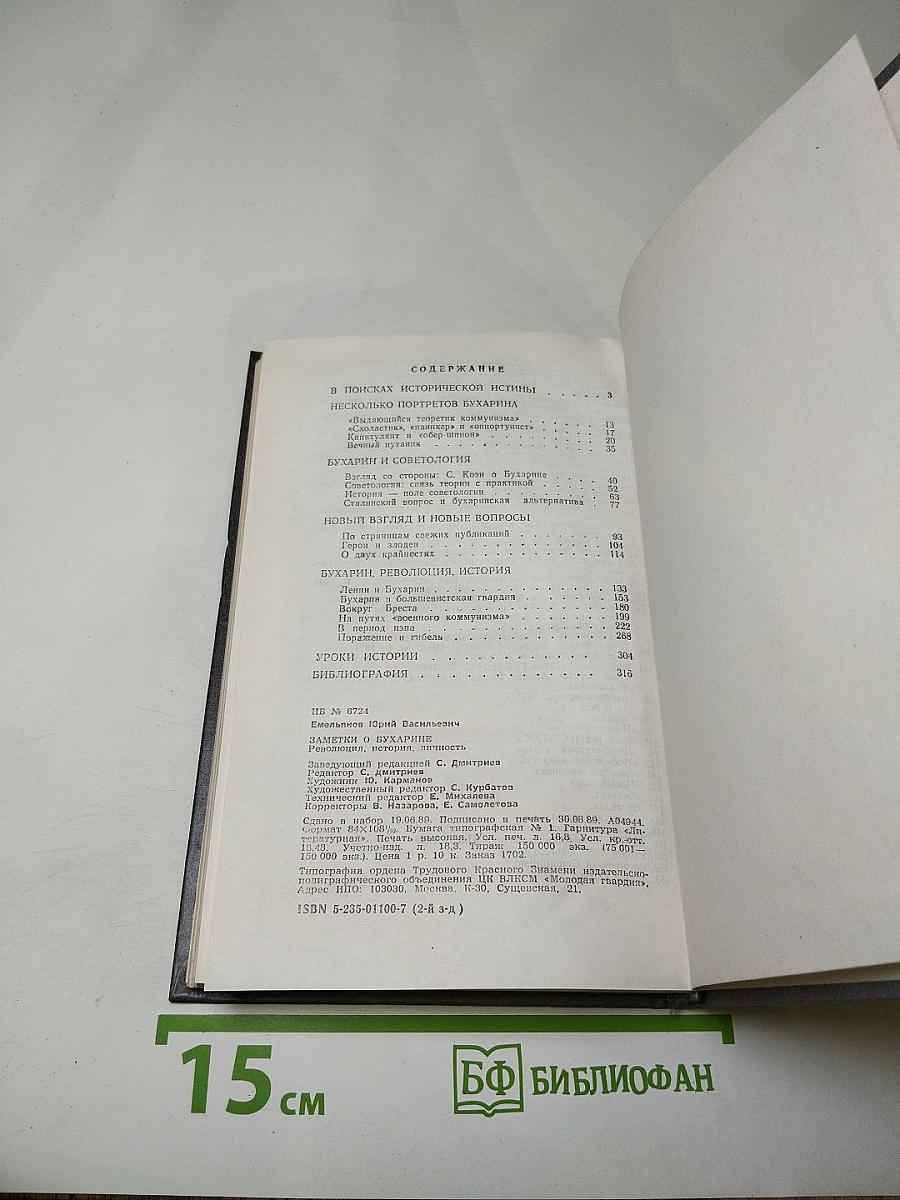 СОДЕРЖАНИЕ
В ПОИСКАХ ИСТОРИЧЕСКОЙ ИСТИНЫ . . . . . 3
НЕСКОЛЬКО ПОРТРЕТОВ БУХАРИНА
«Выдающийся теоретик коммунизма» . . . . . 13
«Схоластик», «паникер» и «оппортунист» . . . . . 17
Капитулянт и «обер-шпион» . . . . . . . . 20
Вечный путаник . . . . . . . . . . . . 35
БУХАРИН И СОВЕТОЛОГИЯ
Взгляд со стороны: С. Коэн о Бухарине . . . . 40
Советология: связь теории с практикой . . . . . 52
История — поле советологии . . . . . . . . 63
Сталинский вопрос и бухаринская альтернатива . 77
НОВЫЙ ВЗГЛЯД И НОВЫЕ ВОПРОСЫ
По страницам свежих публикаций . . . . . . . 93
Герои и злодеи . . . . . . . . . . . . . 104
О двух крайностях . . . . . . . . . . . . 114
БУХАРИН, РЕВОЛЮЦИЯ, ИСТОРИЯ
Ленин и Бухарин . . . . . . . . . . . . . 133
Бухарин и большевистская гвардия . . . . . . . 153
Вокруг Бреста . . . . . . . . . . . . . 180
На путях «военного коммунизма» . . . . . . . 199
В период нэпа . . . . . . . . . . . . . 222
Поражение и гибель . . . . . . . . . . . . 268
УРОКИ ИСТОРИИ . . . . . . . . . . . . 304
БИБЛИОГРАФИЯ . . . . . . . . . . . . . 316
ИБ № 6724
Емельянов Юрий Васильевич
ЗАМЕТКИ О БУХАРИНЕ
Революция, история, личность
Заведующий редакцией С. Дмитриев
Редактор С. Дмитриев
Художник Ю. Карманов
Художественный редактор С. Курбатов
Технический редактор Е. Михалева
Корректоры В. Назарова, Е. Самолетова
Сдано в набор 19.06.89. Подписано в печать 30.08.89. А04944.
Формат 84×108¹/₃₂. Бумага типографская № 1. Гарнитура «Ли-
тературная». Печать высокая. Усл. печ. л. 16,8. Усл. кр.-отт.
18,48. Учетно-изд. л. 18,3. Тираж 150 000 экз. (75 001—
150 000 экз.). Цена 1 р. 10 к. Заказ 1702.
Типография ордена Трудового Красного Знамени издательско-
полиграфического объединения ЦК ВЛКСМ «Молодая гвардия».
Адрес ИПО: 103030, Москва, К-30, Сущевская, 21.
ISBN 5-235-01100-7 (2-й з-д.)
15 см
БФ БИБЛИОФАН